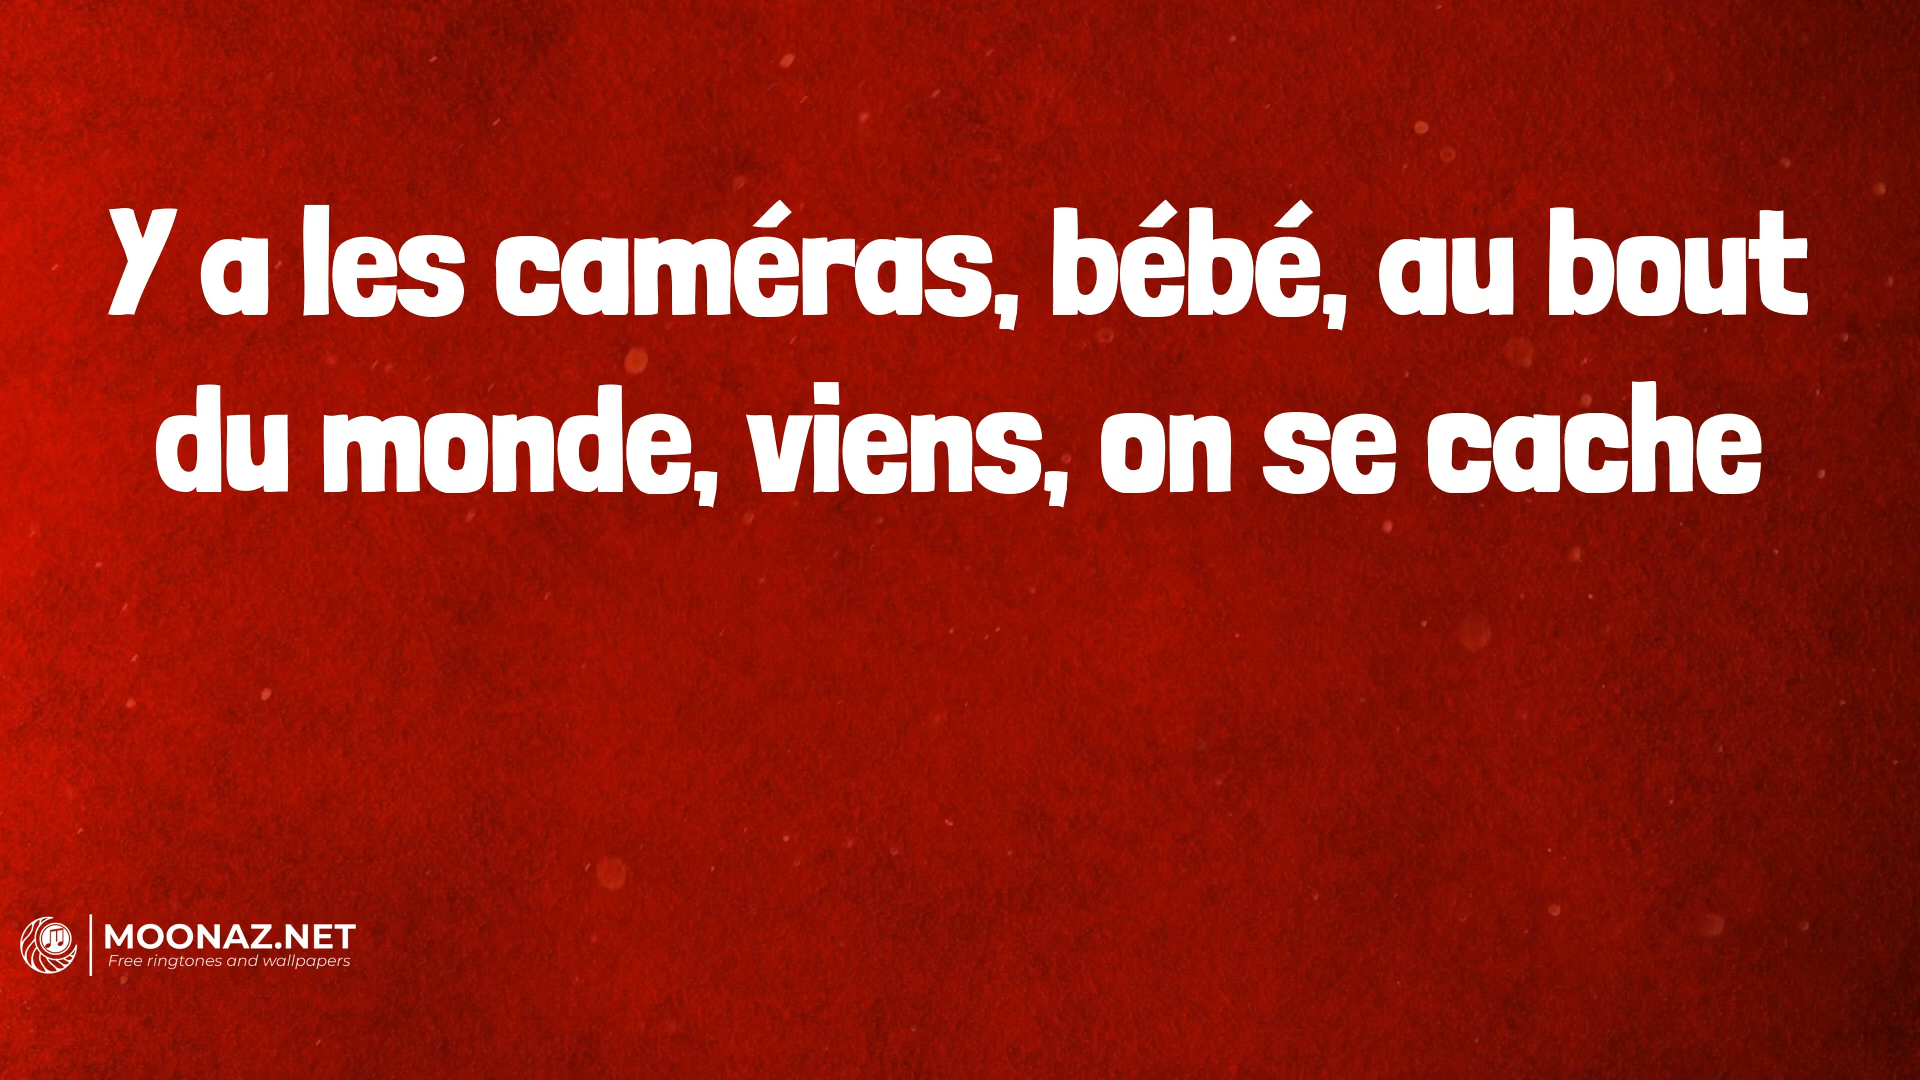 Y a les caméras, bébé, au bout
du monde, viens, on se cache
MOONAZ.NET
Free ringtones and wallpapers